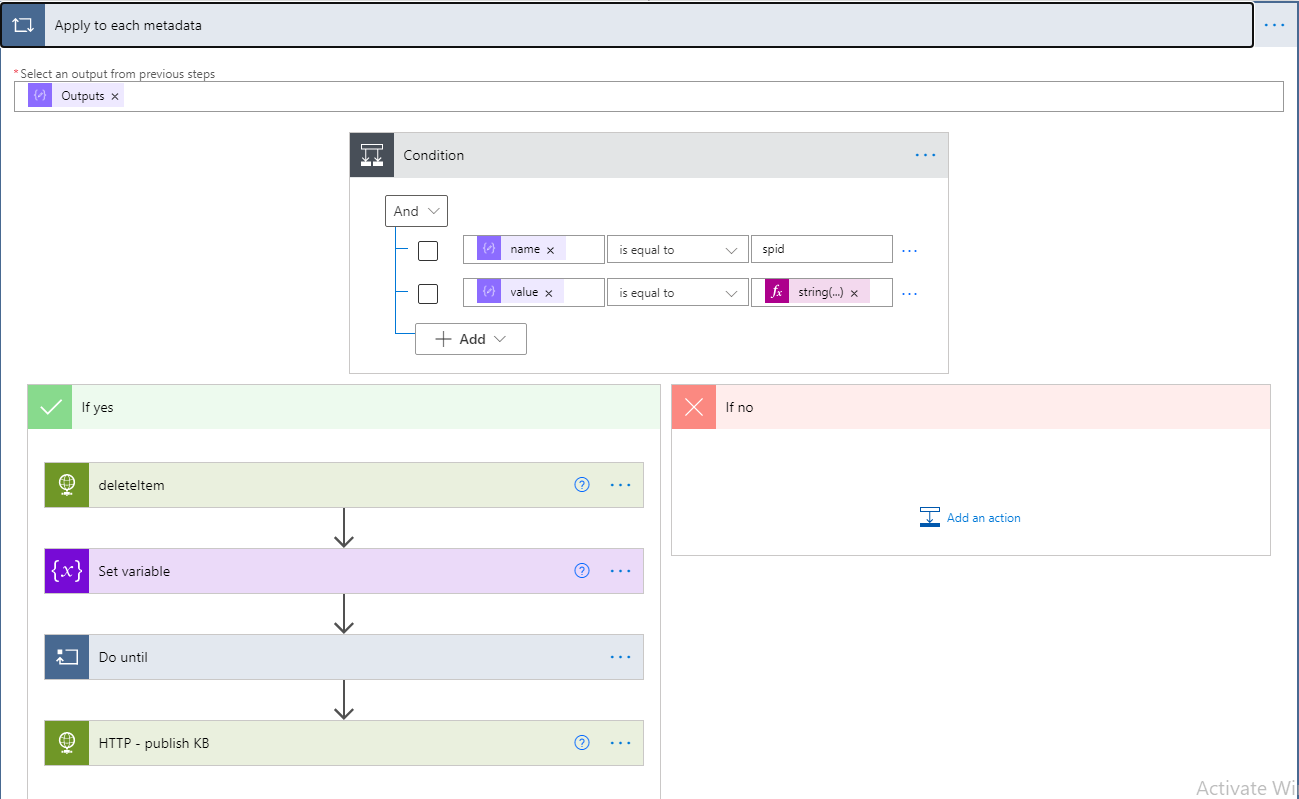 Apply to each metadata
* Select an output from previous steps
Outputs
Condition
And
name is equal to spid
value is equal to fx string(...)
Add
If yes
If no
deleteItem
Add an action
{x} Set variable
Do until
HTTP - publish KB
Activate Wi